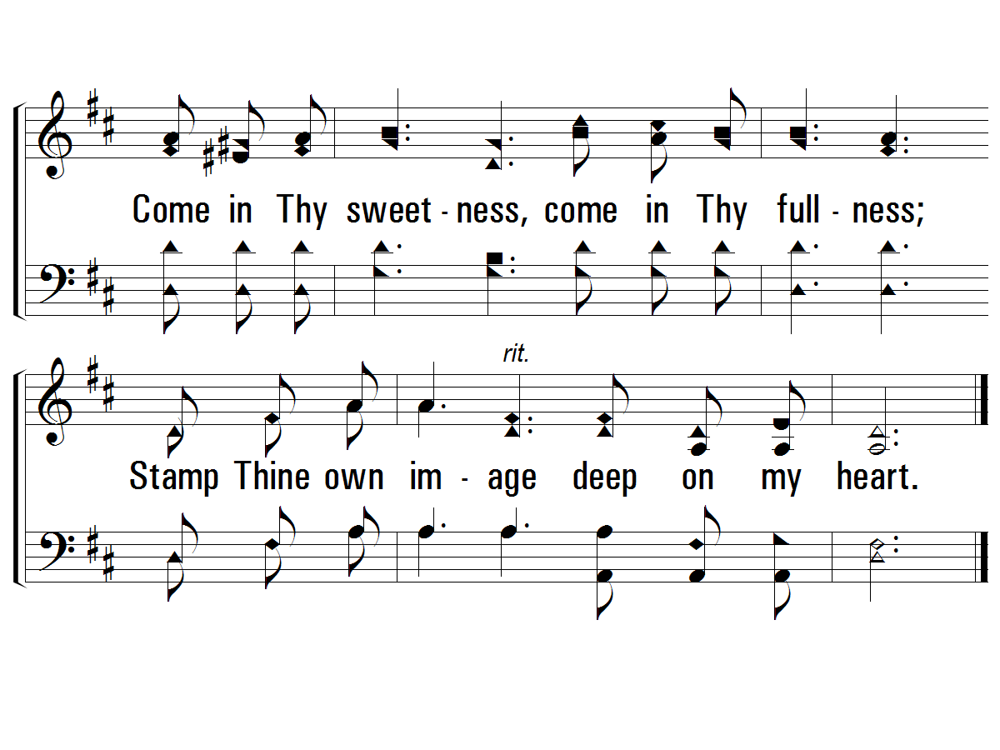 Come in Thy sweet - ness, come in Thy full - ness;
rit.
Stamp Thine own im - age deep on my heart.